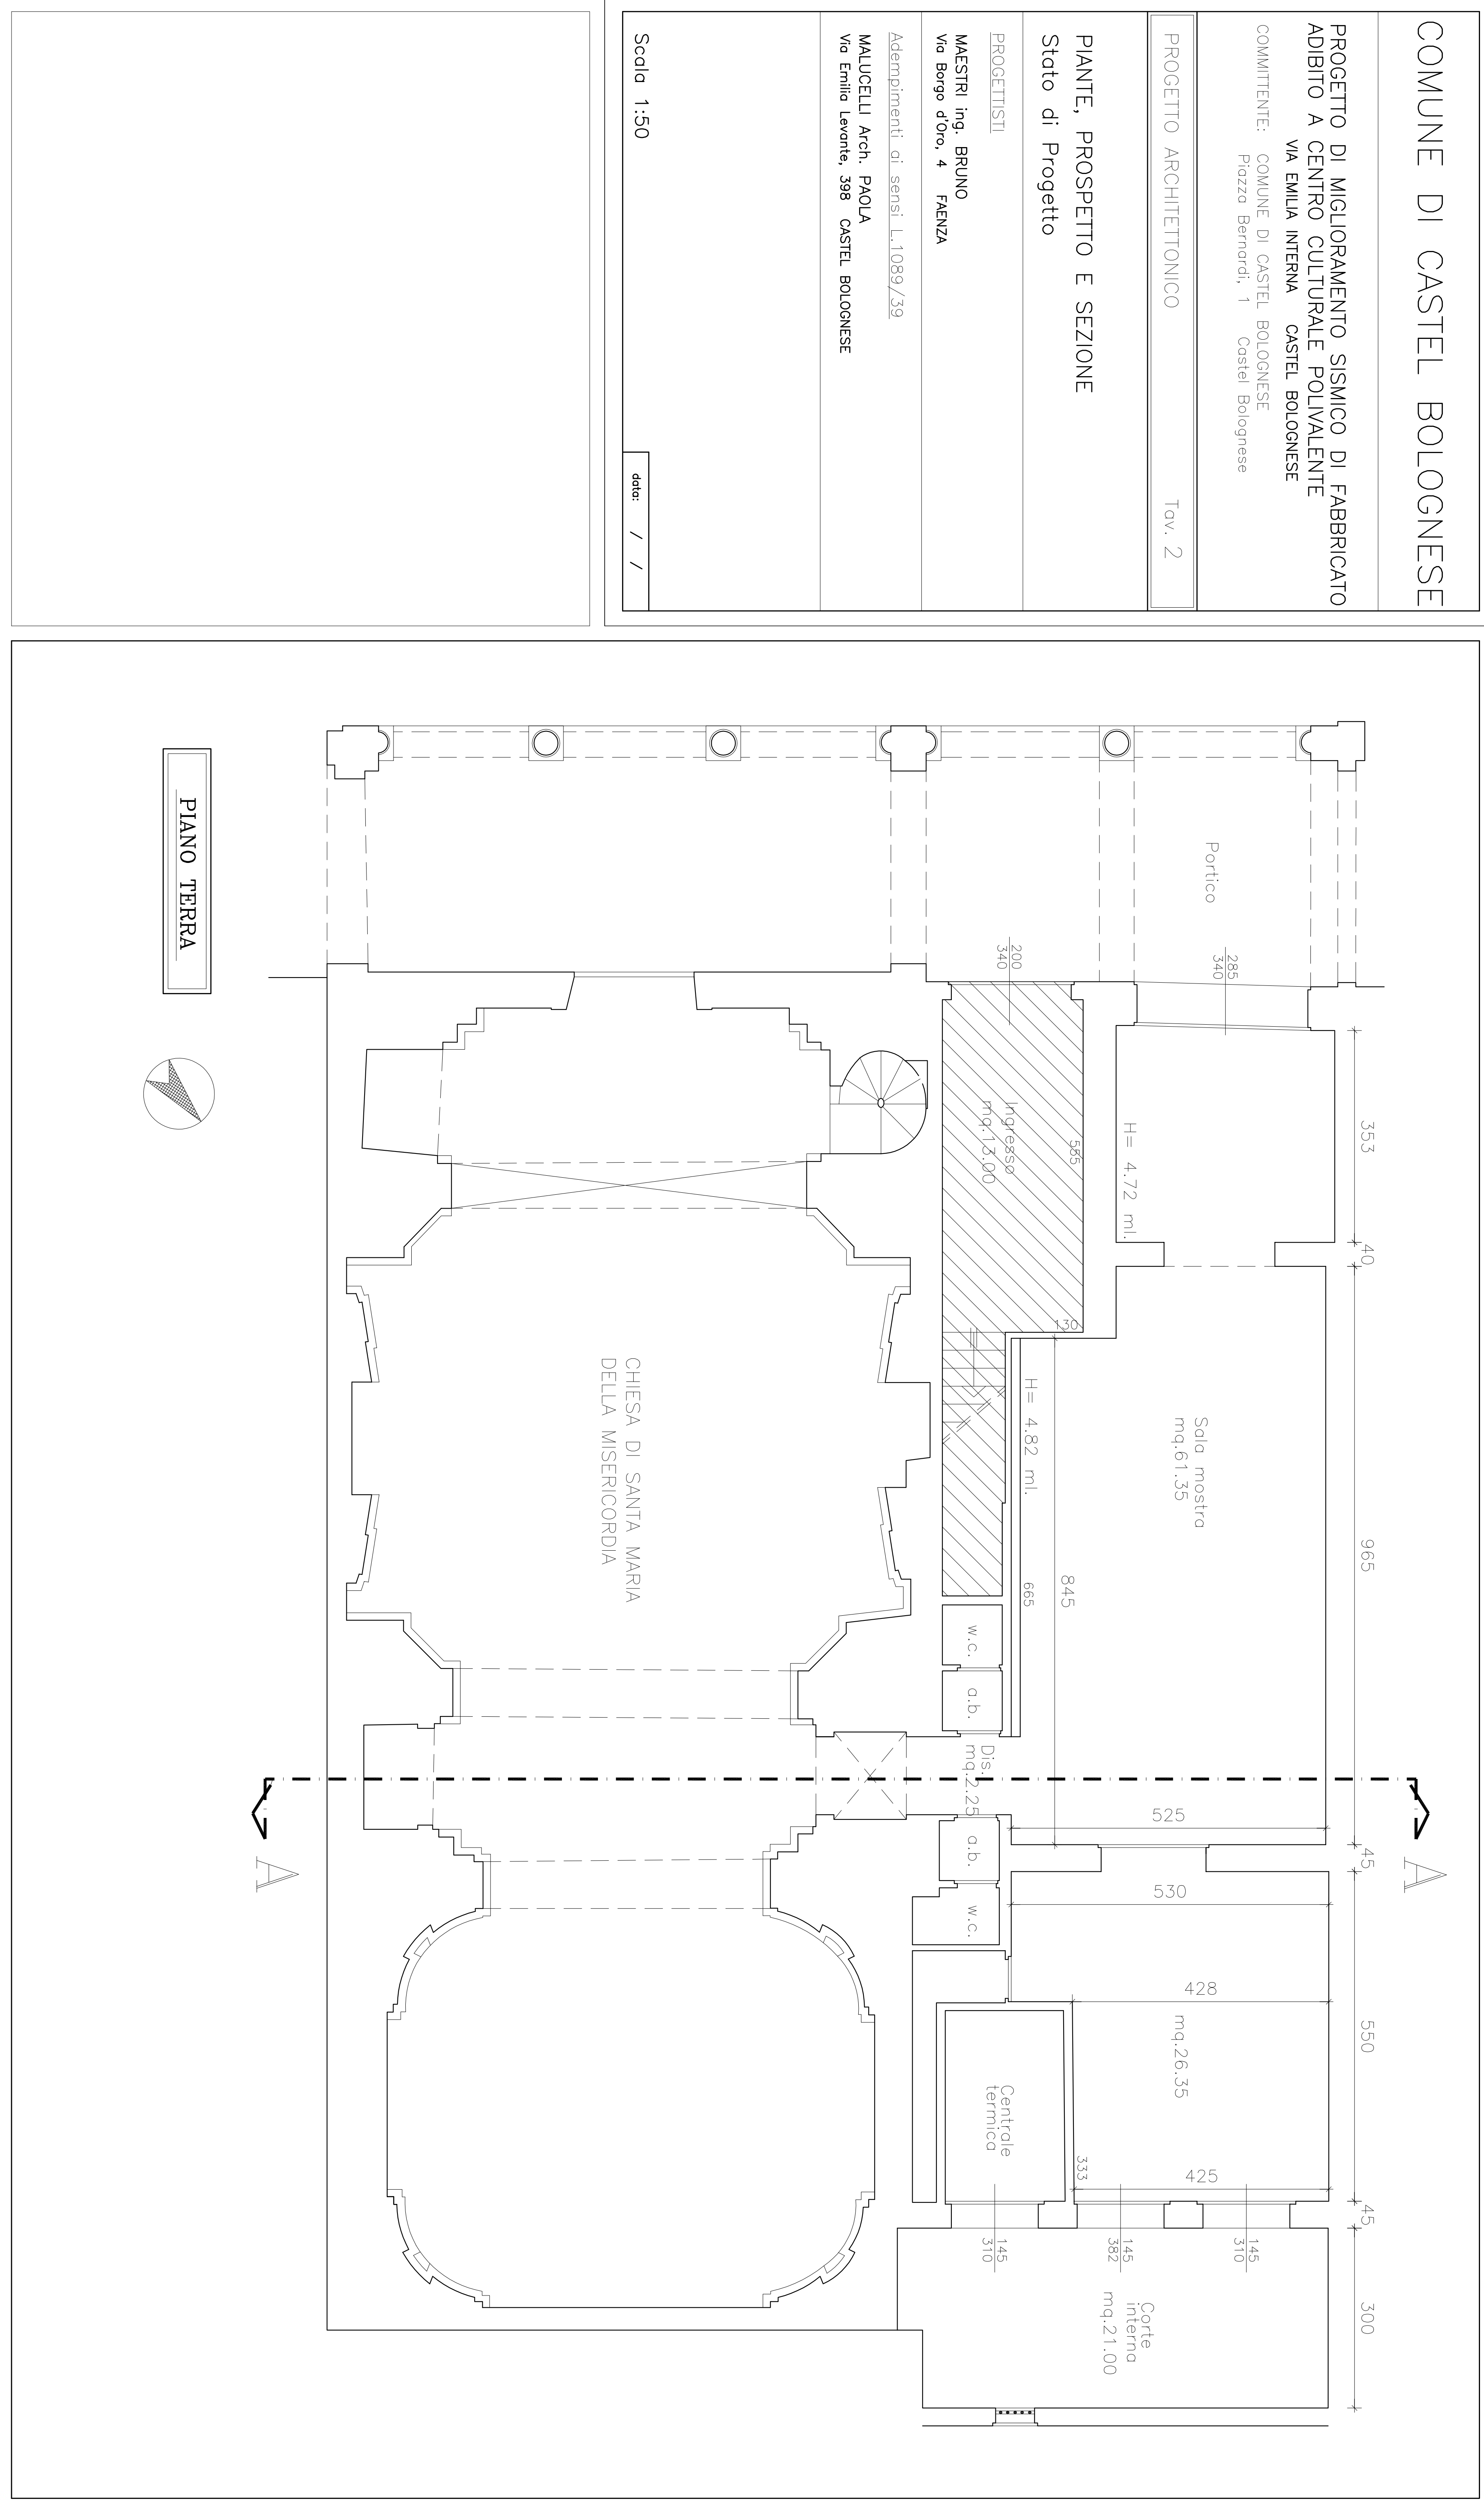 COMUNE DI CASTEL BOLOGNESE
PROGETTO DI MIGLIORAMENTO SISMICO DI FABBRICATO
ADIBITO A CENTRO CULTURALE POLIVALENTE
VIA EMILIA INTERNA CASTEL BOLOGNESE
COMMITTENTE: COMUNE DI CASTEL BOLOGNESE
Piazza Bernardi, 1 Castel Bolognese
PROGETTO ARCHITETTONICO Tav. 2
PIANTE, PROSPETTO E SEZIONE
Stato di Progetto
PROGETTISTI
MAESTRI ing. BRUNO
Via Borgo d'Oro, 4 FAENZA
Adempimenti ai sensi L.1089/39
MALUCELLI Arch. PAOLA
Via Emilia Levante, 398 CASTEL BOLOGNESE
Scala 1:50
data: / /
353
40
965
45
550
45
300
A
Portico
285
340
200
340
H= 4.72 ml.
Ingresso
mq.13.00
555
130
H= 4.82 ml.
Sala mostra
mq.61.35
845
665
525
530
428
mq.26.35
425
333
w.c.
a.b.
Dis.
mq.2.25
a.b.
w.c.
Centrale
termica
145
310
145
382
145
310
Corte
interna
mq.21.00
CHIESA DI SANTA MARIA
DELLA MISERICORDIA
A
PIANO TERRA